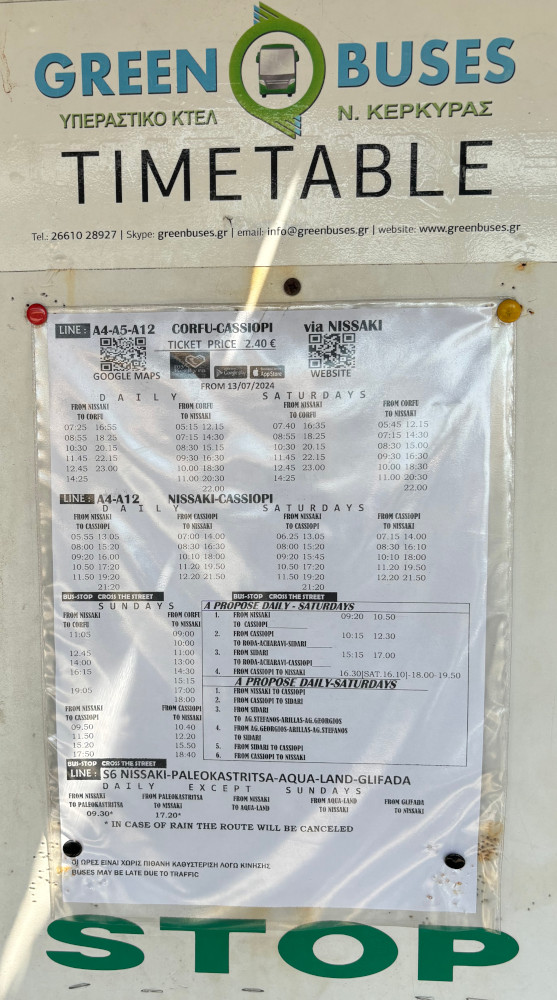 GREEN BUSES
ΥΠΕΡΑΣΤΙΚΟ ΚΤΕΛ Ν. ΚΕΡΚΥΡΑΣ
TIMETABLE
Tel.: 26610 28927 | Skype: greenbuses.gr | email: info@greenbuses.gr | website: www.greenbuses.gr
LINE : A4-A5-A12 CORFU-CASSIOPI via NISSAKI
TICKET PRICE 2.40 €
GOOGLE MAPS WEBSITE
FROM 13/07/2024
DAILY SATURDAYS
FROM NISSAKI FROM CORFU FROM NISSAKI FROM CORFU
TO CORFU TO NISSAKI TO CORFU TO NISSAKI
07.25 16:55 05:15 12.15 07.40 16:35 05:45 12.15
08:55 18.25 07:15 14:30 08:55 18.25 07:15 14:30
10:30 20.15 08:30 15.15 10:30 20.15 08:30 15.00
11.45 22.15 09:30 16.30 11.45 22.15 09:30 16.30
12.45 23.00 10.00 18:30 12.45 23.00 10.00 18:30
14:25 11.00 20:30 14:25 11.00 20:30
22.00 22.00
LINE : A4-A12 NISSAKI-CASSIOPI
DAILY SATURDAYS
FROM NISSAKI FROM CASSIOPI FROM NISSAKI FROM CASSIOPI
TO CASSIOPI TO NISSAKI TO CASSIOPI TO NISSAKI
05.55 13.05 07:00 14.00 06.25 13.05 07.15 14.00
08:00 15:20 08:30 16:30 08:00 15:20 08:30 16:10
09:20 16.00 10:10 18:00 09:20 15:45 10:10 18:00
10.50 17:20 11.20 19.50 10.50 17:20 11.20 19.50
11.50 19:20 12.20 21.50 11.50 19:20 12.20 21.50
21:20 21:20
BUS-STOP CROSS THE STREET BUS-STOP CROSS THE STREET
SUNDAYS
FROM NISSAKI FROM CORFU
TO CORFU TO NISSAKI
11:05 09:00
10:00
12.45 11:00
14:00 13:00
16:15 14:30
15:15
19:05 17:00
18:00
FROM NISSAKI FROM CASSIOPI
TO CASSIOPI TO NISSAKI
09.50 10.40
11.50 12.20
15.20 15.50
17:50 18:40
A PROPOSE DAILY - SATURDAYS
1. FROM NISSAKI 09:20 10.50
TO CASSIOPI
2. FROM CASSIOPI 10:15 12.30
TO RODA-ACHARAVI-SIDARI
3. FROM SIDARI 15:15 17.00
TO RODA-ACHARAVI-CASSIOPI
4. FROM CASSIOPI TO NISSAKI 16.30|SAT.16.10|-18.00-19.50
A PROPOSE DAILY-SATURDAYS
1. FROM NISSAKI TO CASSIOPI
2. FROM CASSIOPI TO SIDARI
3. FROM SIDARI
TO AG.STEFANOS-ARILLAS-AG.GEORGIOS
4. FROM AG.GEORGIOS-ARILLAS-AG.STEFANOS
TO SIDARI
5. FROM SIDARI TO CASSIOPI
6. FROM CASSIOPI TO NISSAKI
BUS-STOP CROSS THE STREET
LINE : S6 NISSAKI-PALEOKASTRITSA-AQUA-LAND-GLIFADA
DAILY EXCEPT SUNDAYS
FROM NISSAKI FROM PALEOKASTRITSA FROM NISSAKI FROM AQUA-LAND FROM GLIFADA
TO PALEOKASTRITSA TO NISSAKI TO AQUA-LAND TO NISSAKI TO NISSAKI
09.30* 17.20*
* IN CASE OF RAIN THE ROUTE WILL BE CANCELED
ΟΙ ΩΡΕΣ ΕΙΝΑΙ ΧΩΡΙΣ ΠΙΘΑΝΗ ΚΑΘΥΣΤΕΡΙΣΗ ΛΟΓΩ ΚΙΝΗΣΗΣ
BUSES MAY BE LATE DUE TO TRAFFIC
STOP